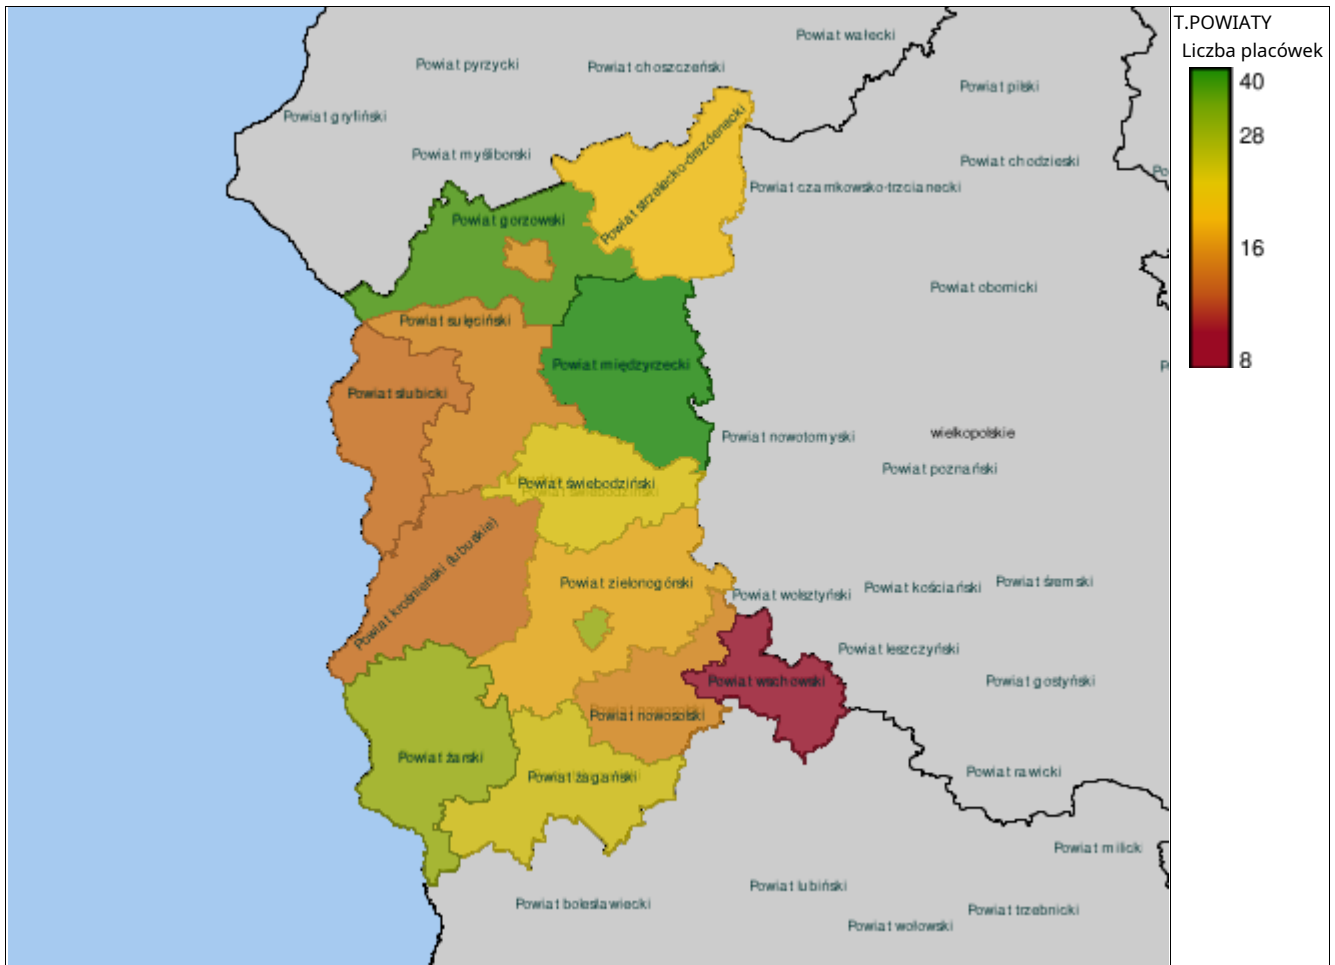 T.POWIATY
Liczba placówek
40
28
16
8
Powiat wałecki
Powiat pyrzycki
Powiat choszczeński
Powiat pilski
Powiat gryfiński
Powiat myśliborski
Powiat chodzieski
Powiat strzelecko-drezdenecki
Powiat czarnkowsko-trzcianecki
Powiat gorzowski
Powiat obornicki
Powiat sulęciński
Powiat międzyrzecki
Powiat słubicki
Powiat nowotomyski
wielkopolskie
Powiat poznański
Powiat świebodziński
Powiat krośnieński (lubuskie)
Powiat zielonogórski
Powiat wolsztyński
Powiat kościański
Powiat śremski
Powiat leszczyński
Powiat wschowski
Powiat gostyński
Powiat nowosolski
Powiat żarski
Powiat żagański
Powiat rawicki
Powiat milicki
Powiat lubiński
Powiat bolesławiecki
Powiat trzebnicki
Powiat wołowski